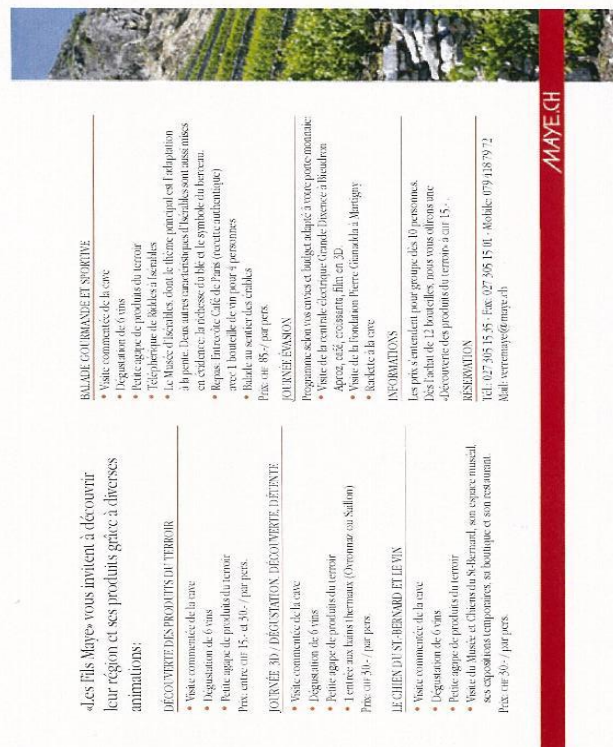 «Les Fils Maye» vous invitent à découvrir
leur région et ses produits grâce à diverses
animations:
DÉCOUVERTE DES PRODUITS DU TERROIR
• Visite commentée de la cave
• Dégustation de 6 vins
• Petite agape de produits du terroir
Prix: entre CHF 15.- et 50.- / par pers.
JOURNÉE 3D / DÉGUSTATION, DÉCOUVERTE, DÉTENTE
• Visite commentée de la cave
• Dégustation de 6 vins
• Petite agape de produits du terroir
• 1 entrée aux bains thermaux (Ovronnaz ou Saillon)
Prix: CHF 50.- / par pers.
LE CHIEN DU ST-BERNARD ET LE VIN
• Visite commentée de la cave
• Dégustation de 6 vins
• Petite agape de produits du terroir
• Visite du Musée et Chiens du St-Bernard, son espace muséal,
ses expositions temporaires, sa boutique et son restaurant.
Prix: CHF 50.- / par pers.
BALADE GOURMANDE ET SPORTIVE
• Visite commentée de la cave
• Dégustation de 6 vins
• Petite agape de produits du terroir
• Téléphérique de Riddes à Isérables
• Le Musée d'Isérables, dont le thème principal est l'adaptation
à la pente. Deux autres caractéristiques d'Isérables sont aussi mises
en évidence: la richesse du blé et le symbole du berceau.
• Repas: Entrecôte Café de Paris (recette authentique)
avec 1 bouteille de vin pour 4 personnes
• Balade au sentier des érables
Prix: CHF 85.- / par pers.
JOURNÉE ÉVASION
Programme selon vos envies et budget adapté à votre porte-monnaie:
• Visite de la centrale électrique Grande Dixence à Bieudron
Aproz, café, croissants, film en 3D.
• Visite de la Fondation Pierre Gianadda à Martigny
• Raclette à la cave
INFORMATIONS
Les prix s'entendent pour groupe dès 10 personnes.
Dès l'achat de 12 bouteilles, nous vous offrons une
«Découverte des produits du terroir» à CHF 15.-.
RÉSERVATION
Tél.: 027 305 15 35 - Fax: 027 305 15 01 - Mobile: 079 418 79 72
Mail: verremaye@maye.ch
MAYE.CH